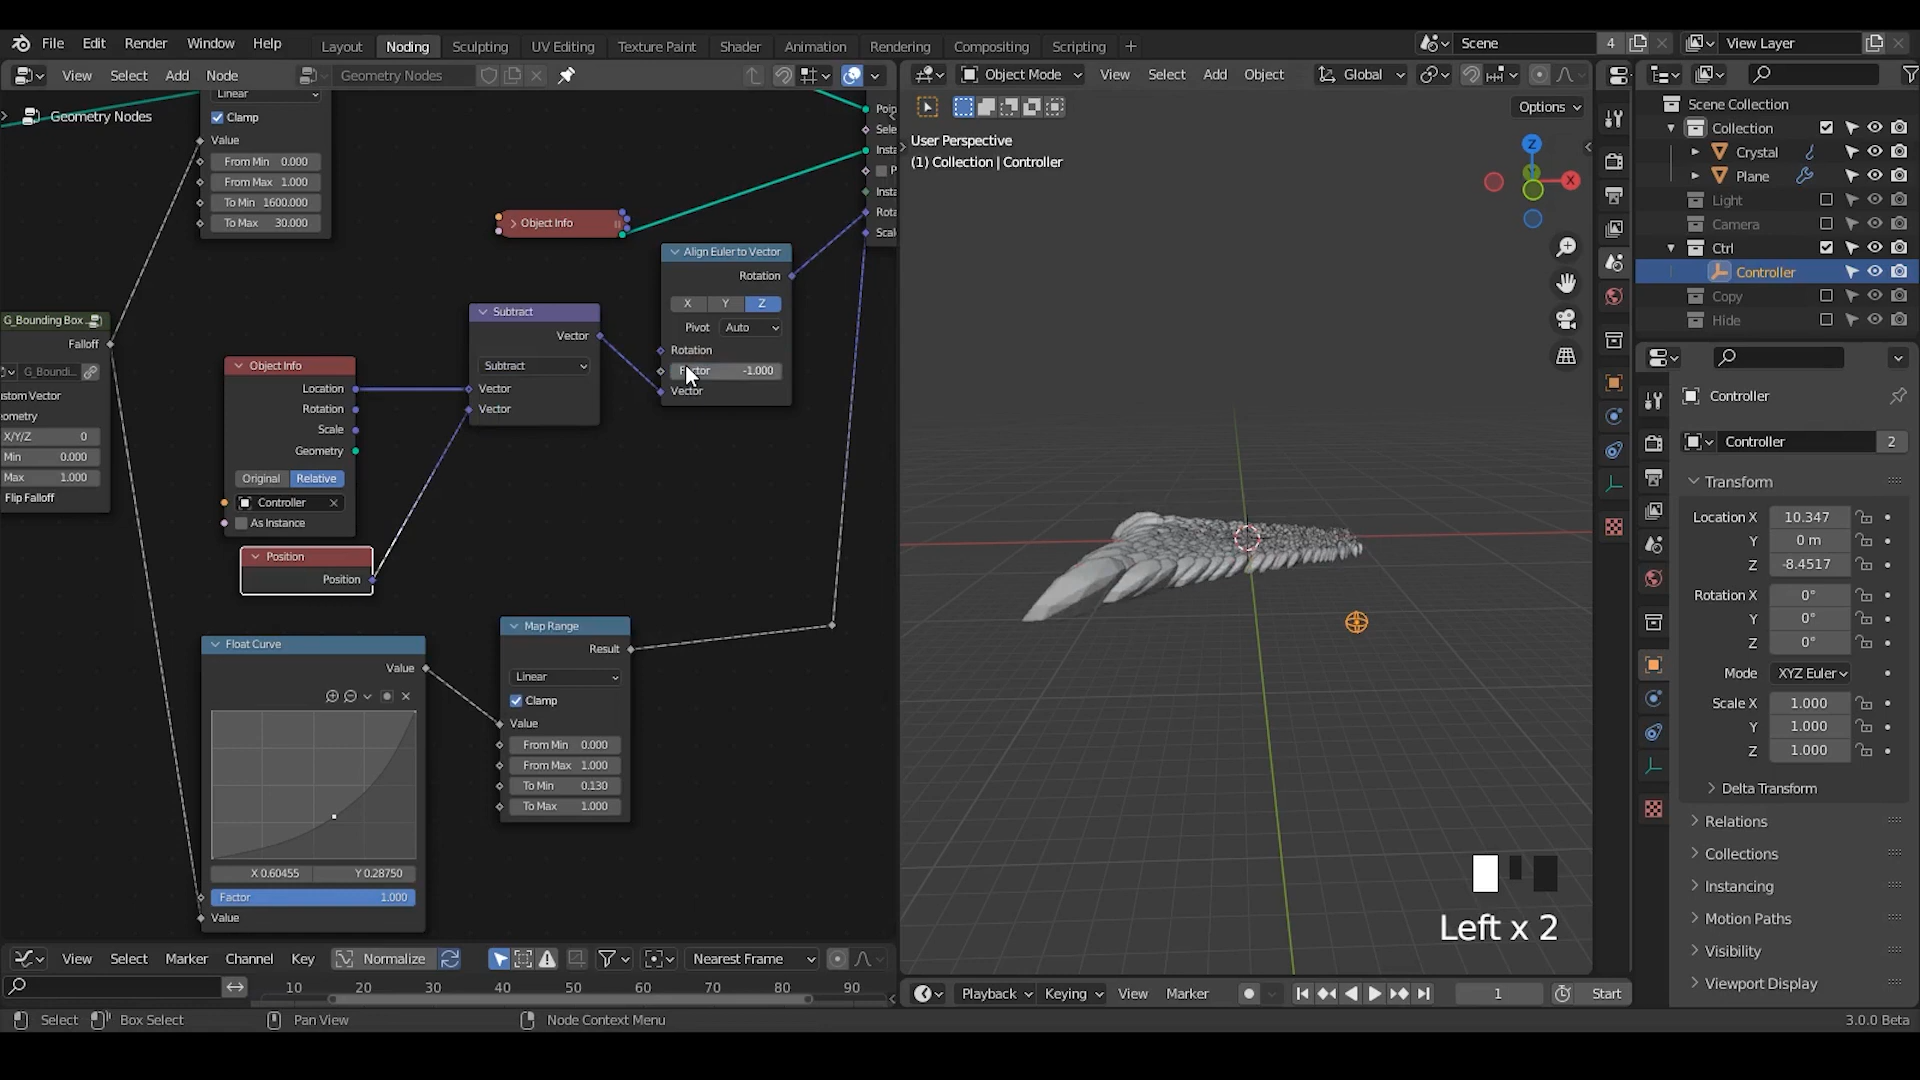 File Edit Render Window Help
Layout Noding Sculpting UV Editing Texture Paint Shader Animation Rendering Compositing Scripting
Scene 4 View Layer
View Select Add Node Geometry Nodes
Object Mode View Select Add Object Global
Options
Geometry Nodes
Linear
Clamp
Value
From Min 0.000
From Max 1.000
To Min 1600.000
To Max 30.000
Object Info
Align Euler to Vector
Rotation
X Y Z
Pivot Auto
Rotation
-1.000
Vector
Subtract
Vector
Subtract
Vector
Vector
G_Bounding Box
Falloff
G_Boundi...
X/Y/Z 0
Min 0.000
Max 1.000
Flip Falloff
Object Info
Location
Rotation
Scale
Geometry
Original Relative
Controller
As Instance
Position
Position
Float Curve
Value
X 0.60455 Y 0.28750
Factor 1.000
Value
Map Range
Result
Linear
Clamp
Value
From Min 0.000
From Max 1.000
To Min 0.130
To Max 1.000
User Perspective
(1) Collection | Controller
Z
X
Left x 2
Scene Collection
Collection
Crystal
Plane
Light
Camera
Ctrl
Controller
Copy
Hide
Controller
Controller 2
Transform
Location X 10.347
Y 0 m
Z -8.4517
Rotation X 0°
Y 0°
Z 0°
Mode XYZ Euler
Scale X 1.000
Y 1.000
Z 1.000
Delta Transform
Relations
Collections
Instancing
Motion Paths
Visibility
Viewport Display
View Select Marker Channel Key Normalize Nearest Frame
10 20 30 40 50 60 70 80 90
Playback Keying View Marker 1 Start
Select Box Select Pan View Node Context Menu 3.0.0 Beta